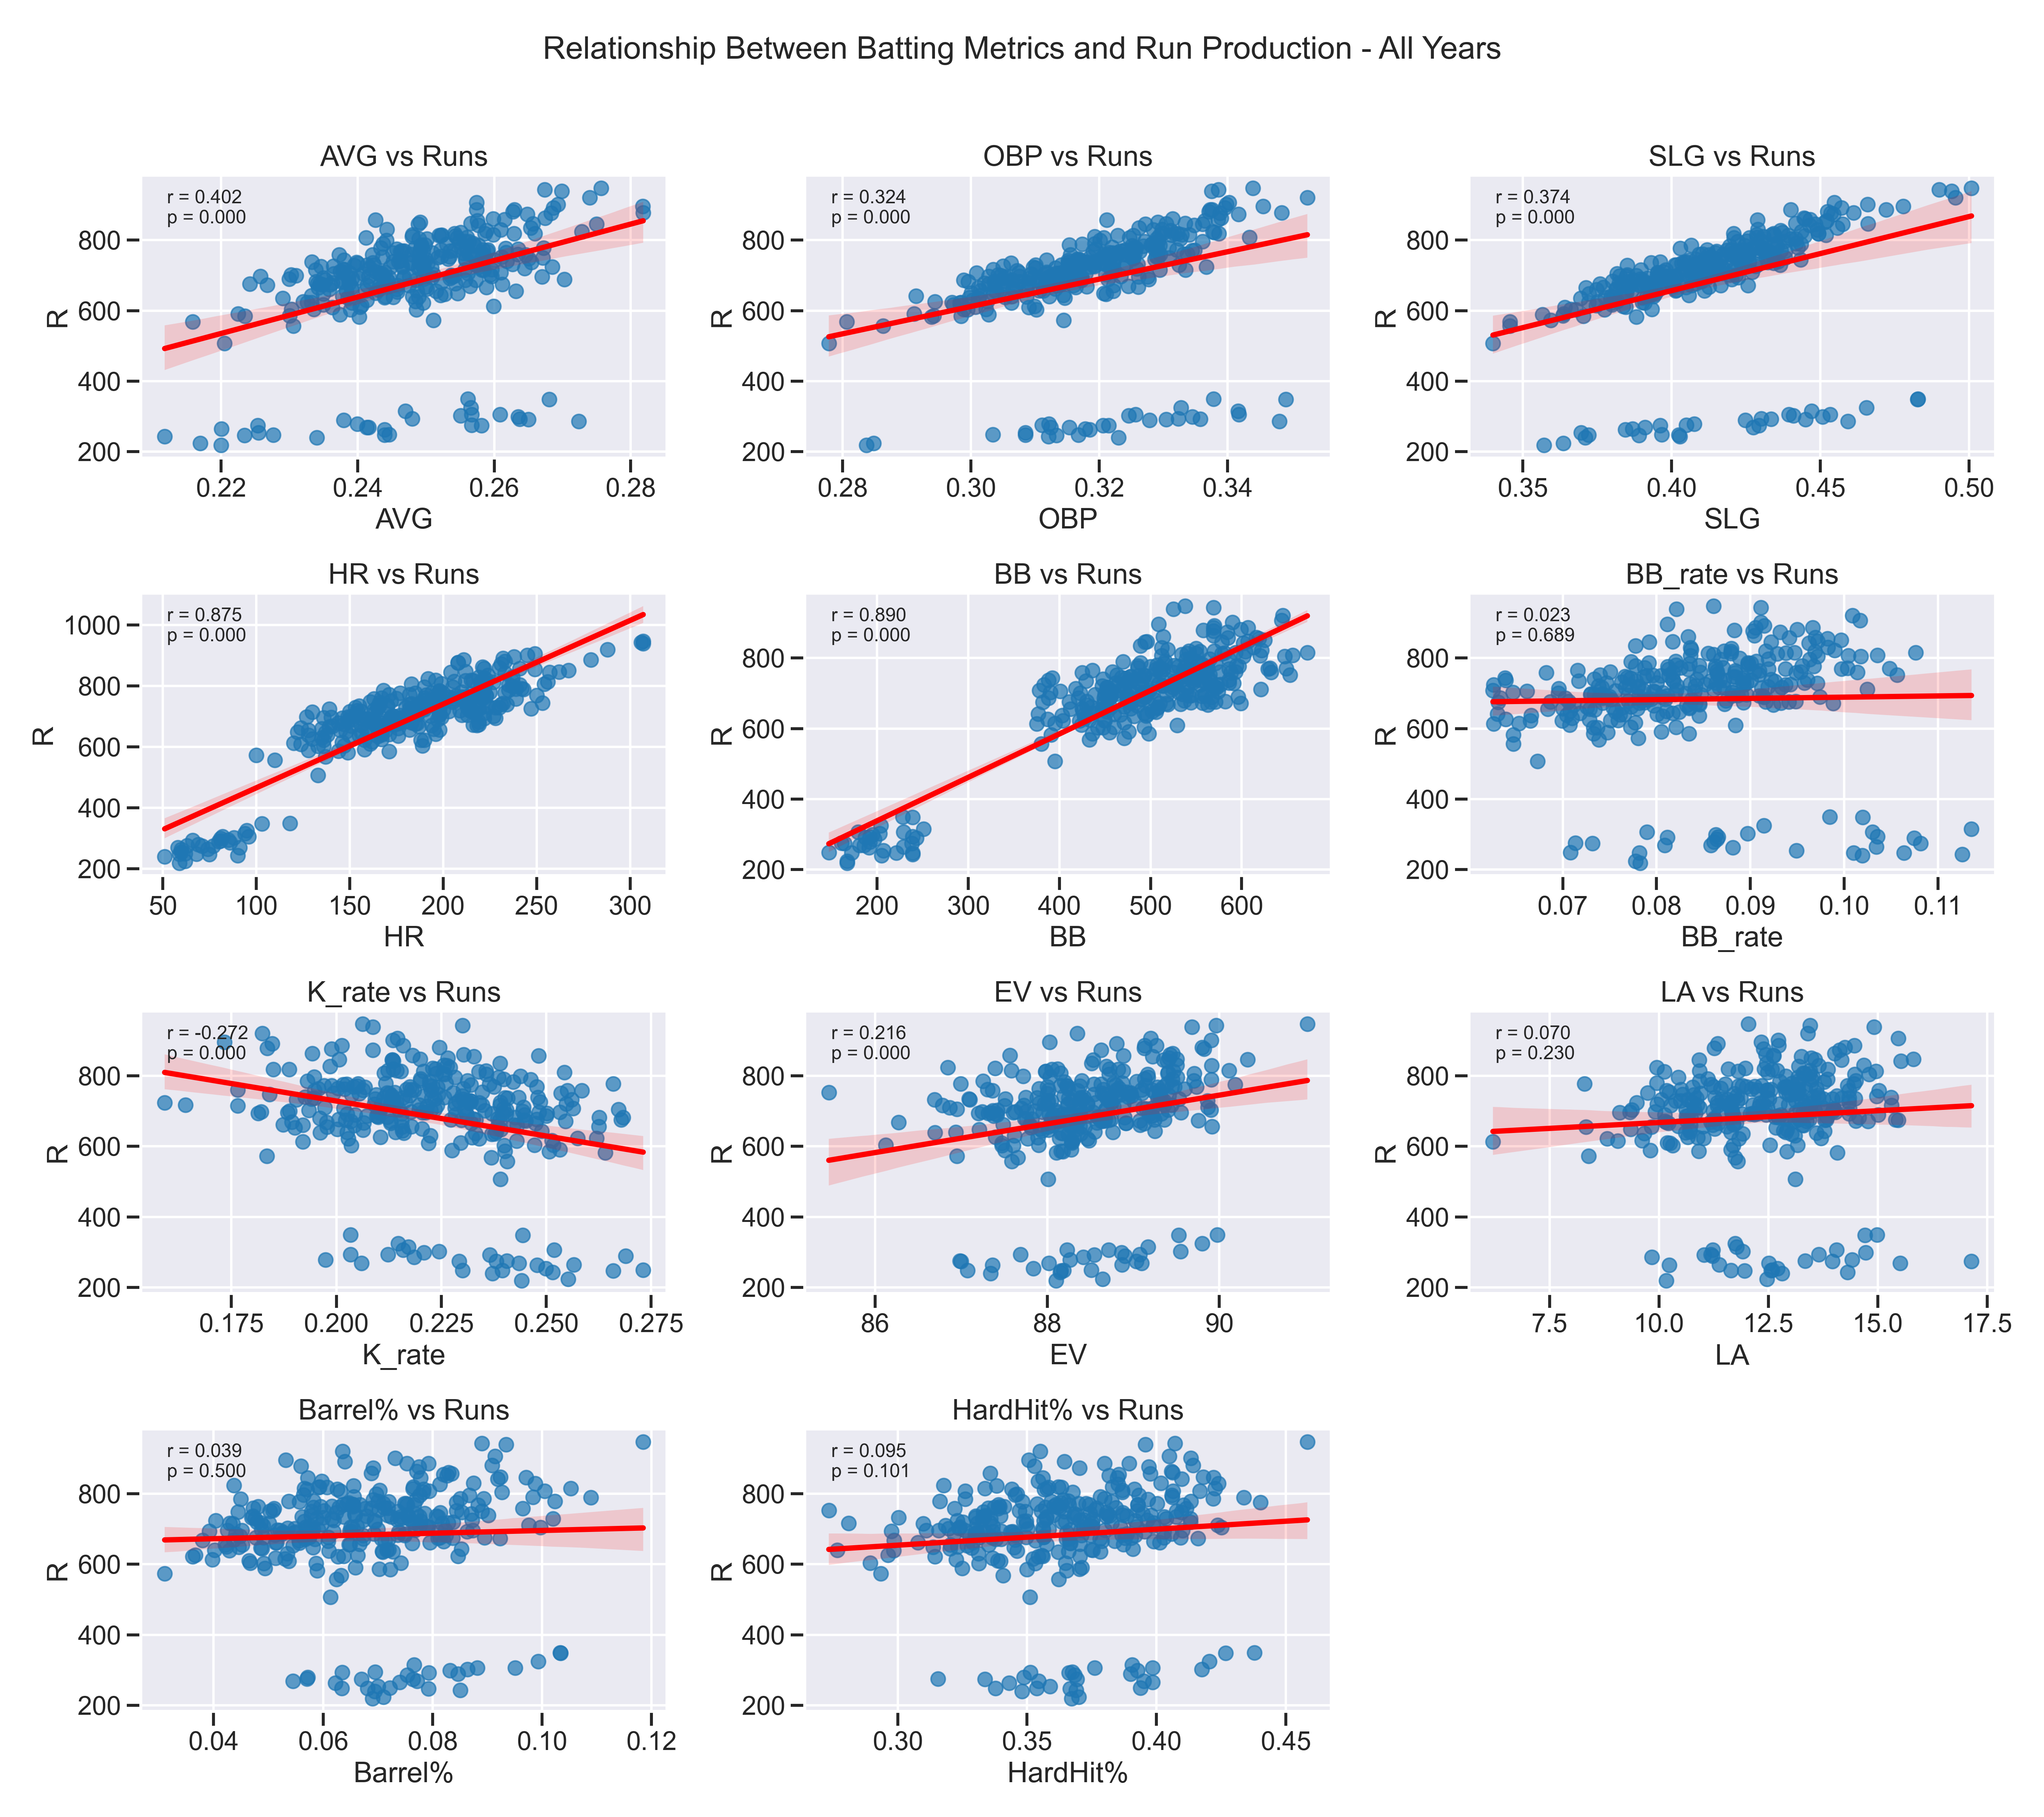 Relationship Between Batting Metrics and Run Production - All Years
AVG vs Runs
r = 0.402
p = 0.000
R
800
600
400
200
0.22 0.24 0.26 0.28
AVG
OBP vs Runs
r = 0.324
p = 0.000
R
800
600
400
200
0.28 0.30 0.32 0.34
OBP
SLG vs Runs
r = 0.374
p = 0.000
R
800
600
400
200
0.35 0.40 0.45 0.50
SLG
HR vs Runs
r = 0.875
p = 0.000
R
1000
800
600
400
200
50 100 150 200 250 300
HR
BB vs Runs
r = 0.890
p = 0.000
R
800
600
400
200
200 300 400 500 600
BB
BB_rate vs Runs
r = 0.023
p = 0.689
R
800
600
400
200
0.07 0.08 0.09 0.10 0.11
BB_rate
K_rate vs Runs
r = -0.272
p = 0.000
R
800
600
400
200
0.175 0.200 0.225 0.250 0.275
K_rate
EV vs Runs
r = 0.216
p = 0.000
R
800
600
400
200
86 88 90
EV
LA vs Runs
r = 0.070
p = 0.230
R
800
600
400
200
7.5 10.0 12.5 15.0 17.5
LA
Barrel% vs Runs
r = 0.039
p = 0.500
R
800
600
400
200
0.04 0.06 0.08 0.10 0.12
Barrel%
HardHit% vs Runs
r = 0.095
p = 0.101
R
800
600
400
200
0.30 0.35 0.40 0.45
HardHit%